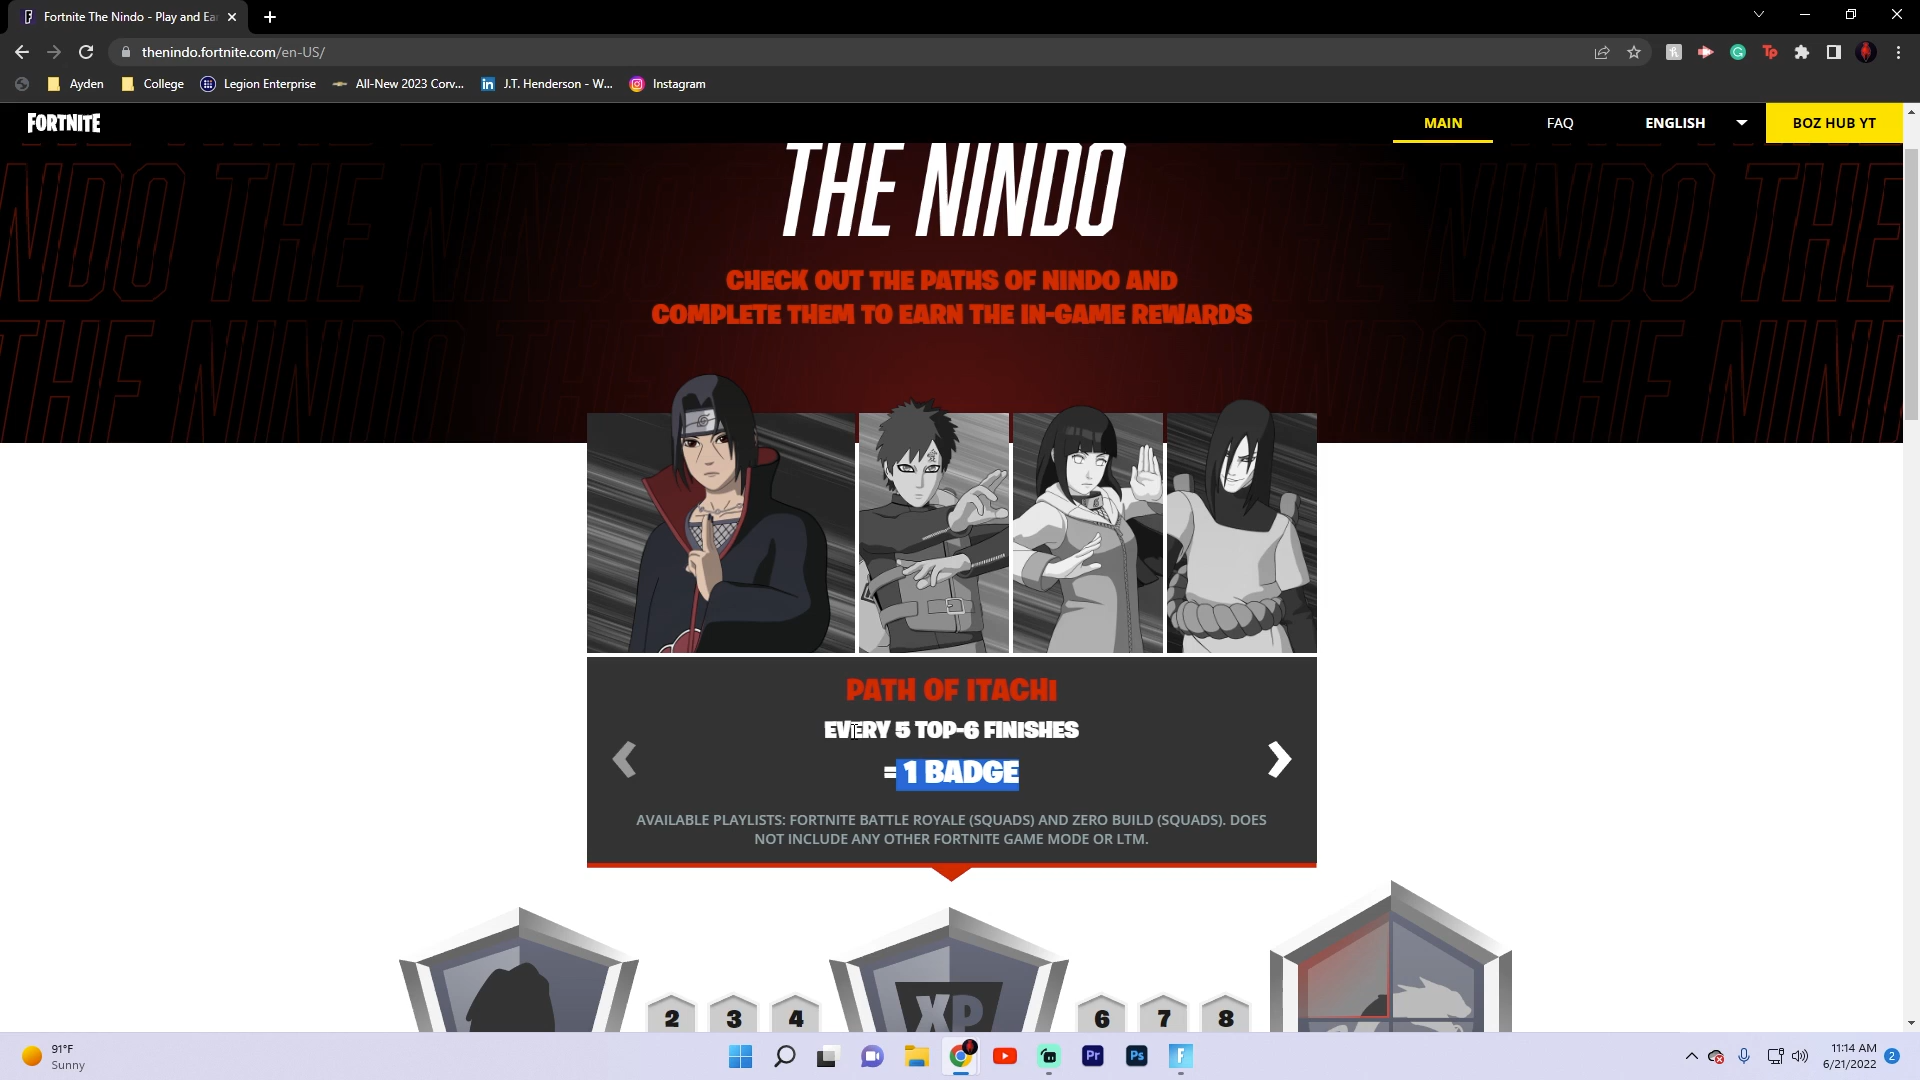 Fortnite The Nindo - Play and Ea
thenindo.fortnite.com/en-US/
Ayden
College
Legion Enterprise
All-New 2023 Corv...
J.T. Henderson - W...
Instagram
FORTNITE
MAIN
FAQ
ENGLISH
BOZ HUB YT
THE NINDO
CHECK OUT THE PATHS OF NINDO AND
COMPLETE THEM TO EARN THE IN-GAME REWARDS
PATH OF ITACHI
EVERY 5 TOP-6 FINISHES
= 1 BADGE
AVAILABLE PLAYLISTS: FORTNITE BATTLE ROYALE (SQUADS) AND ZERO BUILD (SQUADS). DOES
NOT INCLUDE ANY OTHER FORTNITE GAME MODE OR LTM.
2 3 4 XP 6 7 8
91°F
Sunny
Pr
Ps
11:14 AM
6/21/2022
2